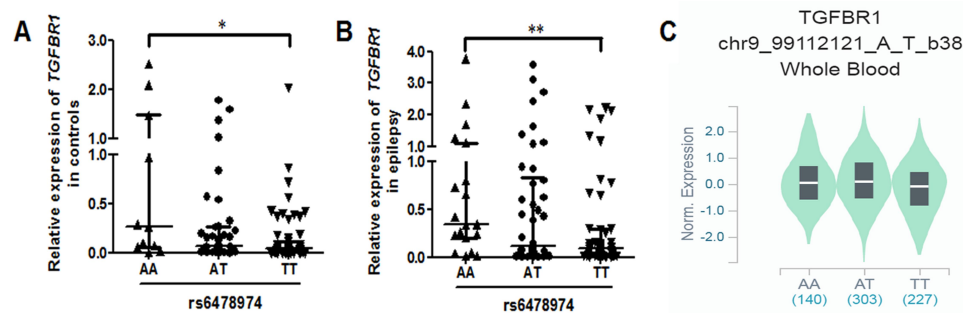 A
Relative expression of TGFBR1
in controls
3.0
2.0
1.0
1.0
0.5
0.0
*
AA AT TT
rs6478974
B
Relative expression of TGFBR1
in epilepsy
4.0
3.0
2.0
1.0
1.0
0.5
0.0
**
AA AT TT
rs6478974
C
TGFBR1
chr9_99112121_A_T_b38
Whole Blood
Norm. Expression
2.0
1.0
0.0
-1.0
-2.0
AA AT TT
(140) (303) (227)